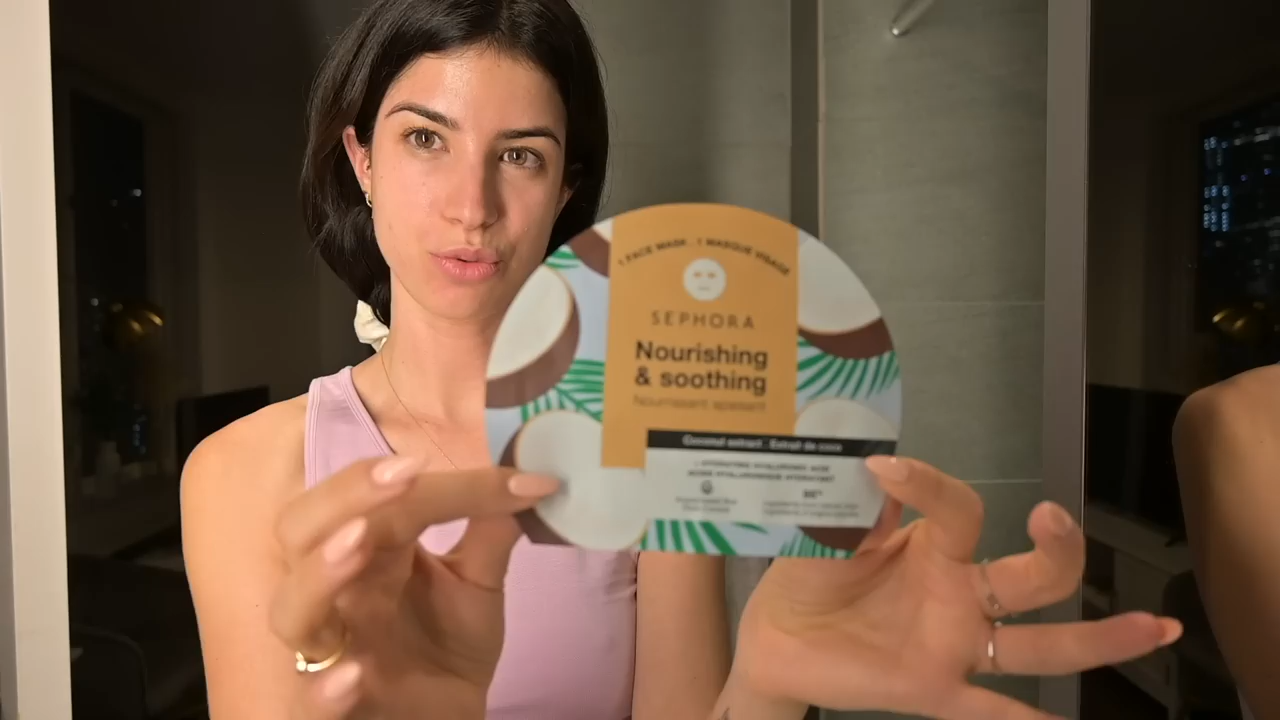 1 FACE MASK . 1 MASQUE VISAGE
SEPHORA
Nourishing
& soothing
Nourrissant apaisant
Coconut extract . Extrait de coco
+ HYDRATING HYALURONIC ACID
ACIDE HYALURONIQUE HYDRATANT